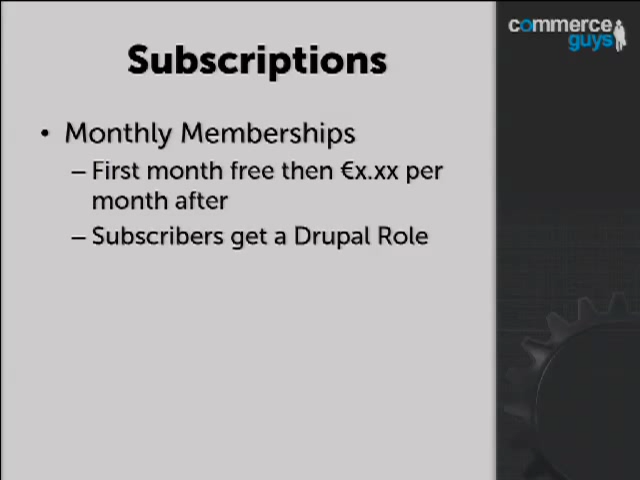 commerce
guys
Subscriptions
• Monthly Memberships
– First month free then €x.xx per
month after
– Subscribers get a Drupal Role